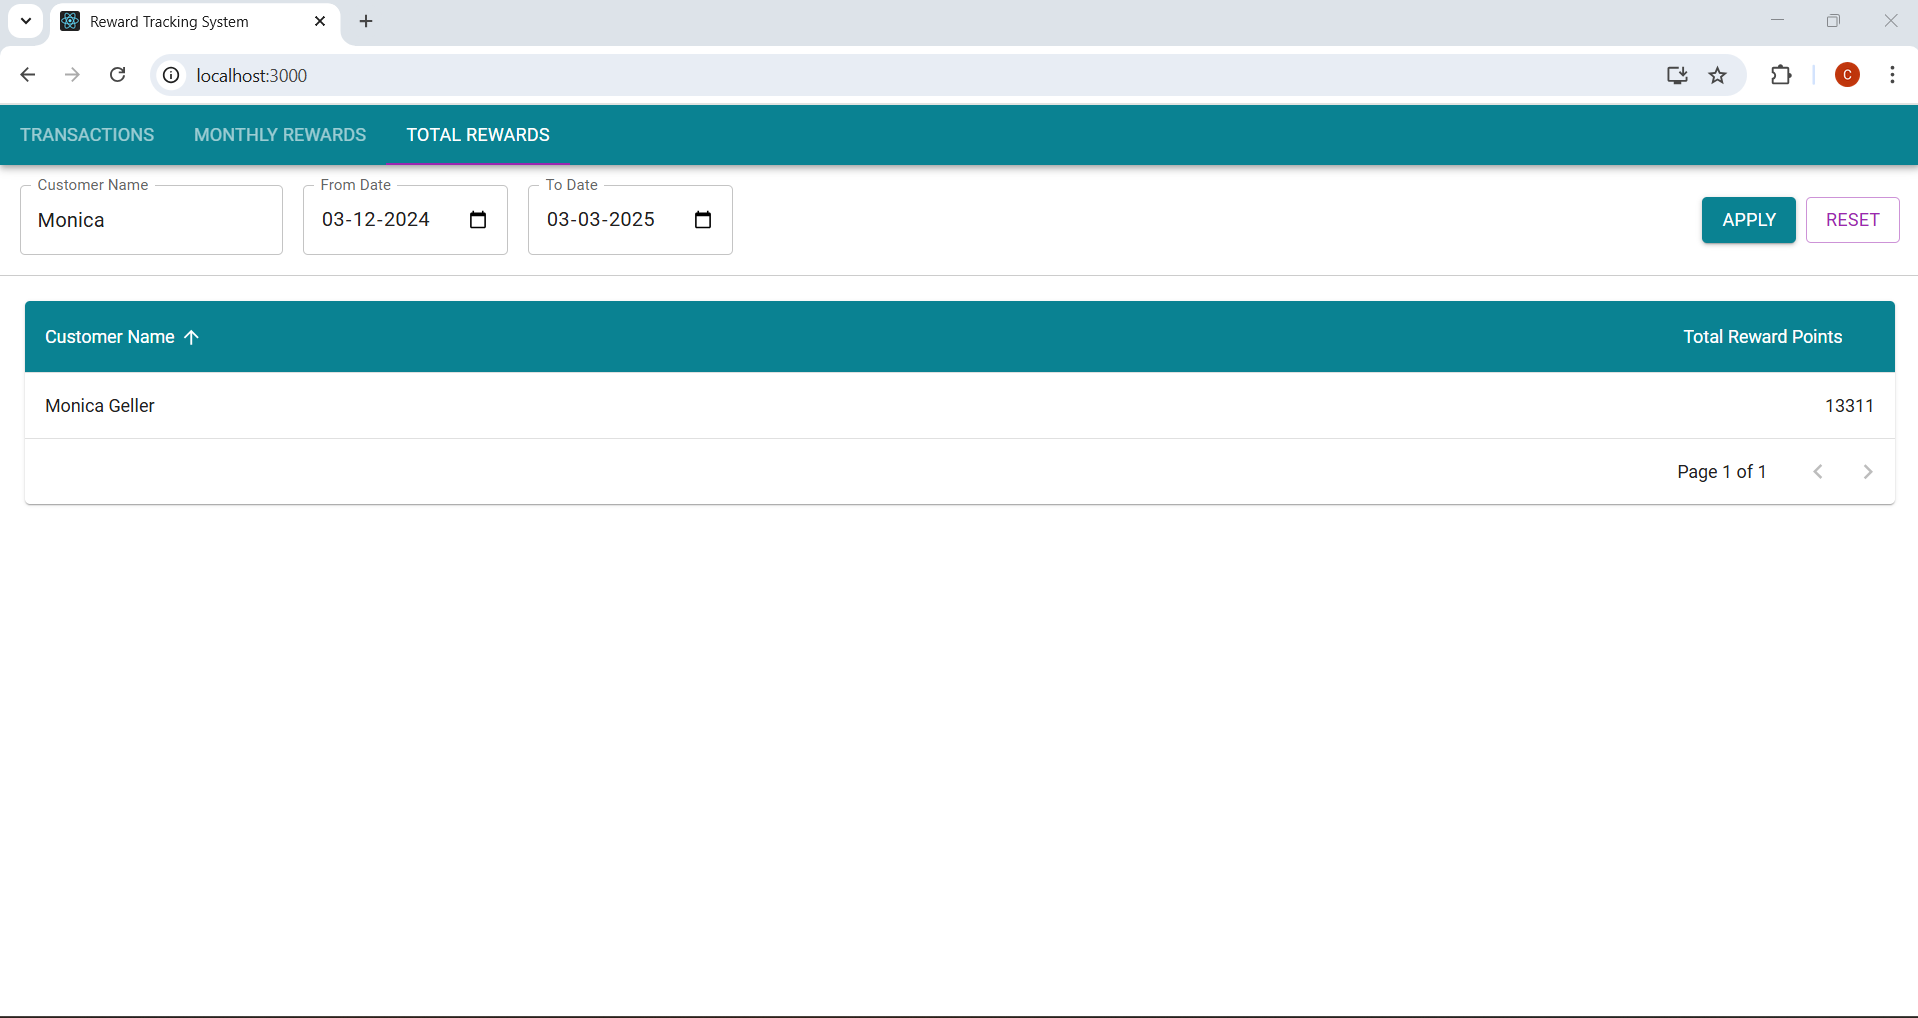 Reward Tracking System
localhost:3000
C
TRANSACTIONS MONTHLY REWARDS TOTAL REWARDS
Customer Name From Date To Date
Monica 03-12-2024 03-03-2025 APPLY RESET
Customer Name Total Reward Points
Monica Geller 13311
Page 1 of 1